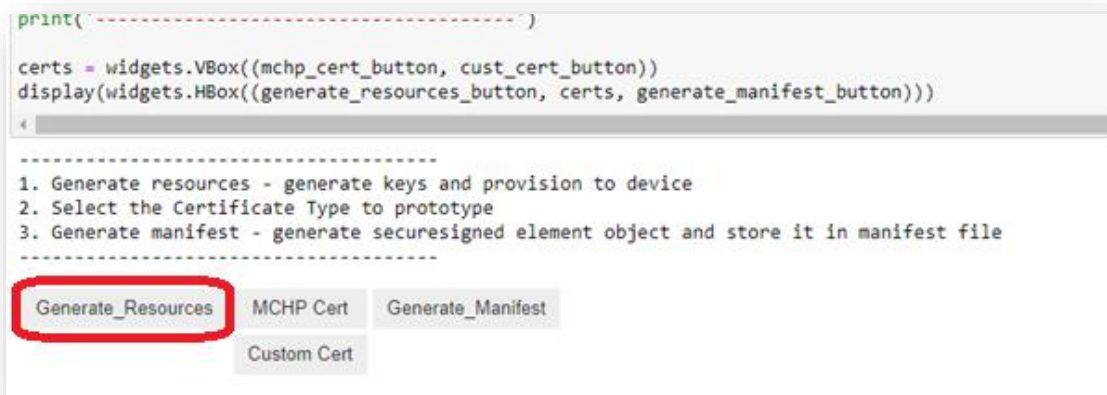 print('---------------------------------------')
certs = widgets.VBox((mchp_cert_button, cust_cert_button))
display(widgets.HBox((generate_resources_button, certs, generate_manifest_button)))
---------------------------------------
1. Generate resources - generate keys and provision to device
2. Select the Certificate Type to prototype
3. Generate manifest - generate securesigned element object and store it in manifest file
---------------------------------------
Generate_Resources MCHP Cert Generate_Manifest
Custom Cert